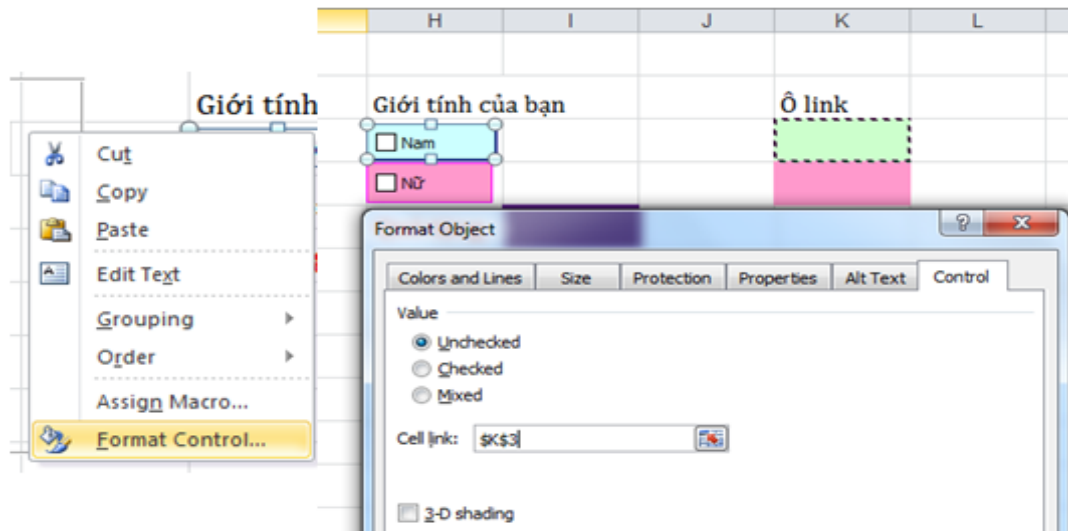 H I J K L
Giới tính
Giới tính của bạn
Ô link
Nam
Nữ
Cut
Copy
Paste
Edit Text
Grouping
Order
Assign Macro...
Format Control...
Format Object
Colors and Lines Size Protection Properties Alt Text Control
Value
Unchecked
Checked
Mixed
Cell link: $K$3
3-D shading